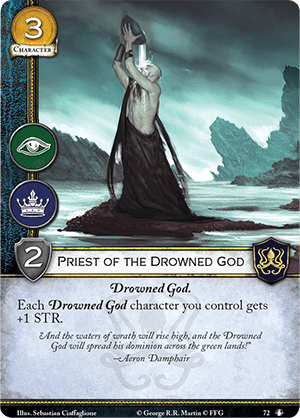 3
CHARACTER
2
PRIEST OF THE DROWNED GOD
Drowned God.
Each Drowned God character you control gets
+1 STR.
"And the waters of wrath will rise high, and the Drowned
God will spread his dominion across the green lands!"
–Aeron Damphair
Illus. Sebastian Ciaffaglione
© George R.R. Martin © FFG
72